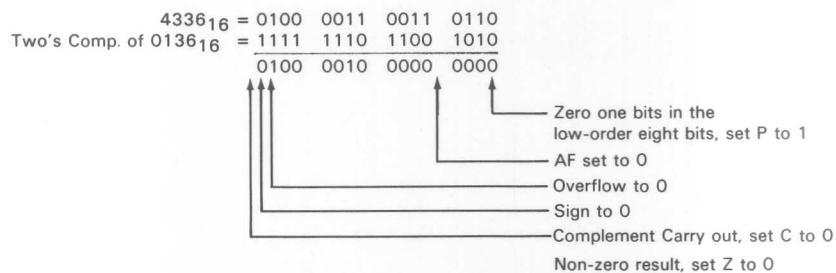 4336₁₆ = 0100 0011 0011 0110
Two's Comp. of 0136₁₆ = 1111 1110 1100 1010
0100 0010 0000 0000
Zero one bits in the
low-order eight bits, set P to 1
AF set to 0
Overflow to 0
Sign to 0
Complement Carry out, set C to 0
Non-zero result, set Z to 0